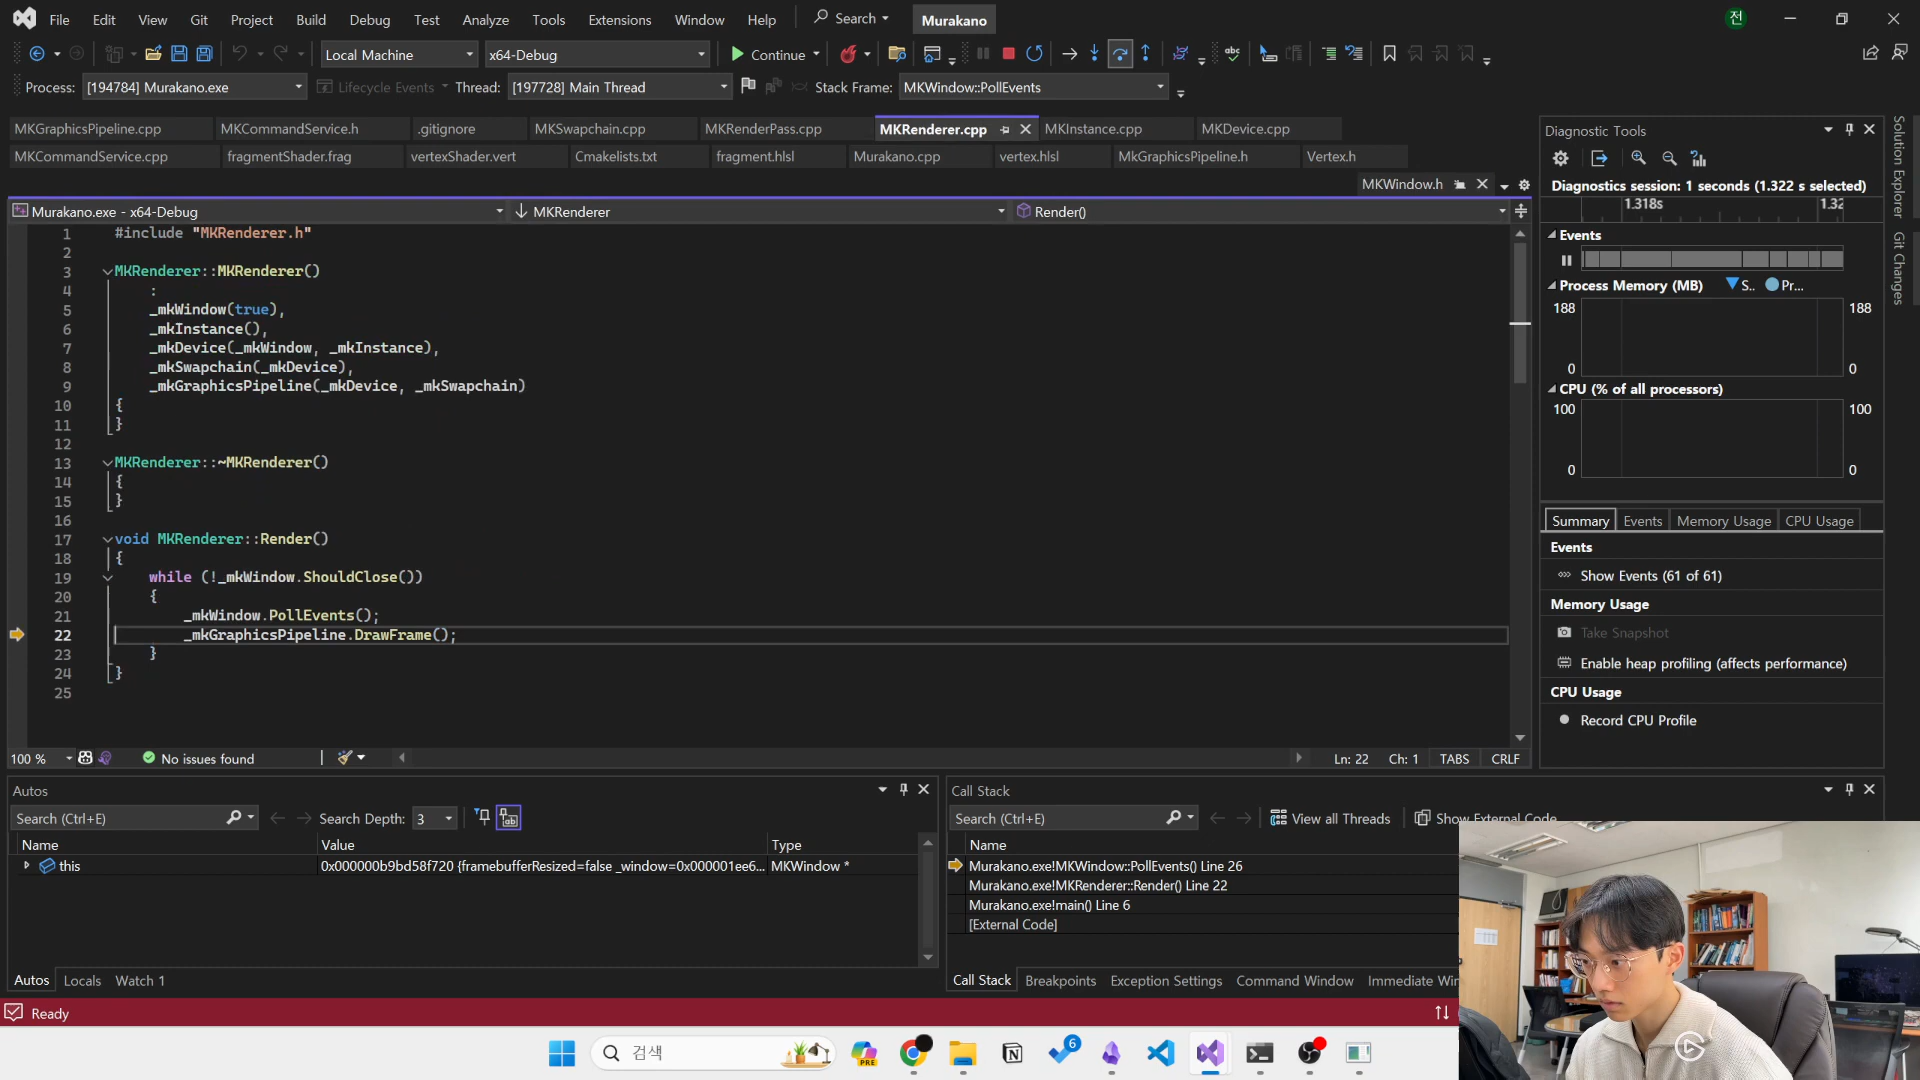 File Edit View Git Project Build Debug Test Analyze Tools Extensions Window Help Search Murakano 전
Local Machine x64-Debug Continue
Process: [194784] Murakano.exe Lifecycle Events Thread: [197728] Main Thread Stack Frame: MKWindow::PollEvents
MKGraphicsPipeline.cpp MKCommandService.h .gitignore MKSwapchain.cpp MKRenderPass.cpp MKRenderer.cpp MKInstance.cpp MKDevice.cpp
MKCommandService.cpp fragmentShader.frag vertexShader.vert Cmakelists.txt fragment.hlsl Murakano.cpp vertex.hlsl MkGraphicsPipeline.h Vertex.h
MKWindow.h
Murakano.exe - x64-Debug MKRenderer Render()
1 #include "MKRenderer.h"
2
3 MKRenderer::MKRenderer()
4 :
5 _mkWindow(true),
6 _mkInstance(),
7 _mkDevice(_mkWindow, _mkInstance),
8 _mkSwapchain(_mkDevice),
9 _mkGraphicsPipeline(_mkDevice, _mkSwapchain)
10 {
11 }
12
13 MKRenderer::~MKRenderer()
14 {
15 }
16
17 void MKRenderer::Render()
18 {
19 while (!_mkWindow.ShouldClose())
20 {
21 _mkWindow.PollEvents();
22 _mkGraphicsPipeline.DrawFrame();
23 }
24 }
25
100 % No issues found Ln: 22 Ch: 1 TABS CRLF
Diagnostic Tools
Diagnostics session: 1 seconds (1.322 s selected)
1.318s 1.32
Events
Process Memory (MB) S.. Pr...
188 188
0 0
CPU (% of all processors)
100 100
0 0
Summary Events Memory Usage CPU Usage
Events
Show Events (61 of 61)
Memory Usage
Take Snapshot
Enable heap profiling (affects performance)
CPU Usage
Record CPU Profile
Solution Explorer
Git Changes
Autos
Search (Ctrl+E) Search Depth: 3
Name Value Type
this 0x000000b9bd58f720 {framebufferResized=false _window=0x000001ee6... MKWindow *
Autos Locals Watch 1
Call Stack
Search (Ctrl+E) View all Threads Show External Code
Name
Murakano.exe!MKWindow::PollEvents() Line 26
Murakano.exe!MKRenderer::Render() Line 22
Murakano.exe!main() Line 6
[External Code]
Call Stack Breakpoints Exception Settings Command Window Immediate Win
Ready
검색 PRE 6